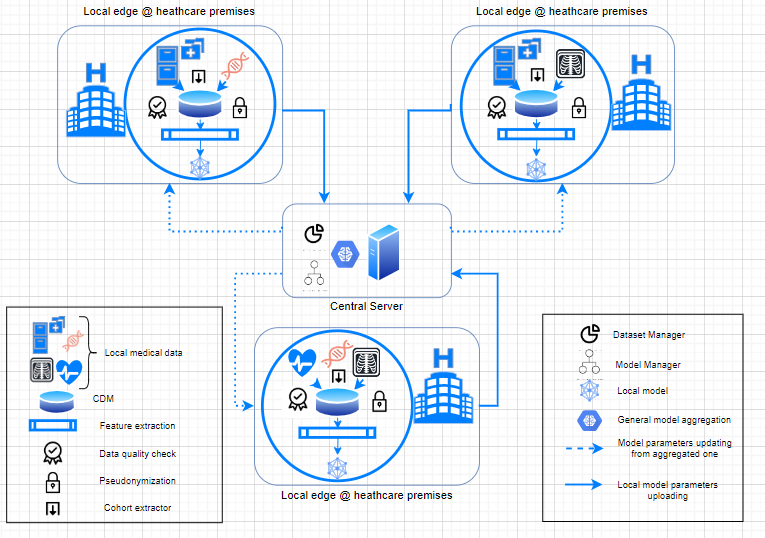 Local edge @ heathcare premises
Local edge @ heathcare premises
H
H
Central Server
H
Local edge @ heathcare premises
Local medical data
CDM
Feature extraction
Data quality check
Pseudonymization
Cohort extractor
Dataset Manager
Model Manager
Local model
General model aggregation
Model parameters updating
from aggregated one
Local model parameters
uploading